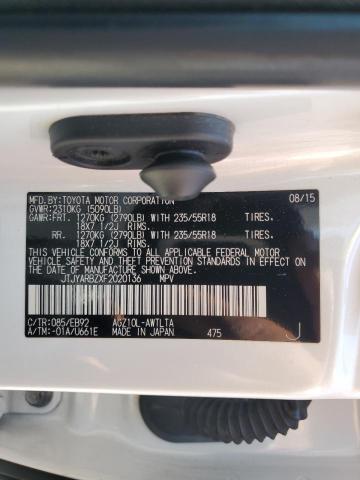 MFD.BY:TOYOTA MOTOR CORPORATION 08/15
GVWR:2310KG (5090LB)
GAWR:FRT. 1270KG (2790LB) WITH 235/55R18 TIRES.
18X7 1/2J RIMS.
RR. 1270KG (2790LB) WITH 235/55R18 TIRES.
18X7 1/2J RIMS.
THIS VEHICLE CONFORMS TO ALL APPLICABLE FEDERAL MOTOR
VEHICLE SAFETY AND THEFT PREVENTION STANDARDS IN EFFECT
ON THE DATE OF MANUFACTURE SHOWN ABOVE.
JTJYARBZXF2020136 MPV
C/TR:085/EB92 AGZ10L-AWTLTA
A/TM:-01A/U661E MADE IN JAPAN 475 J